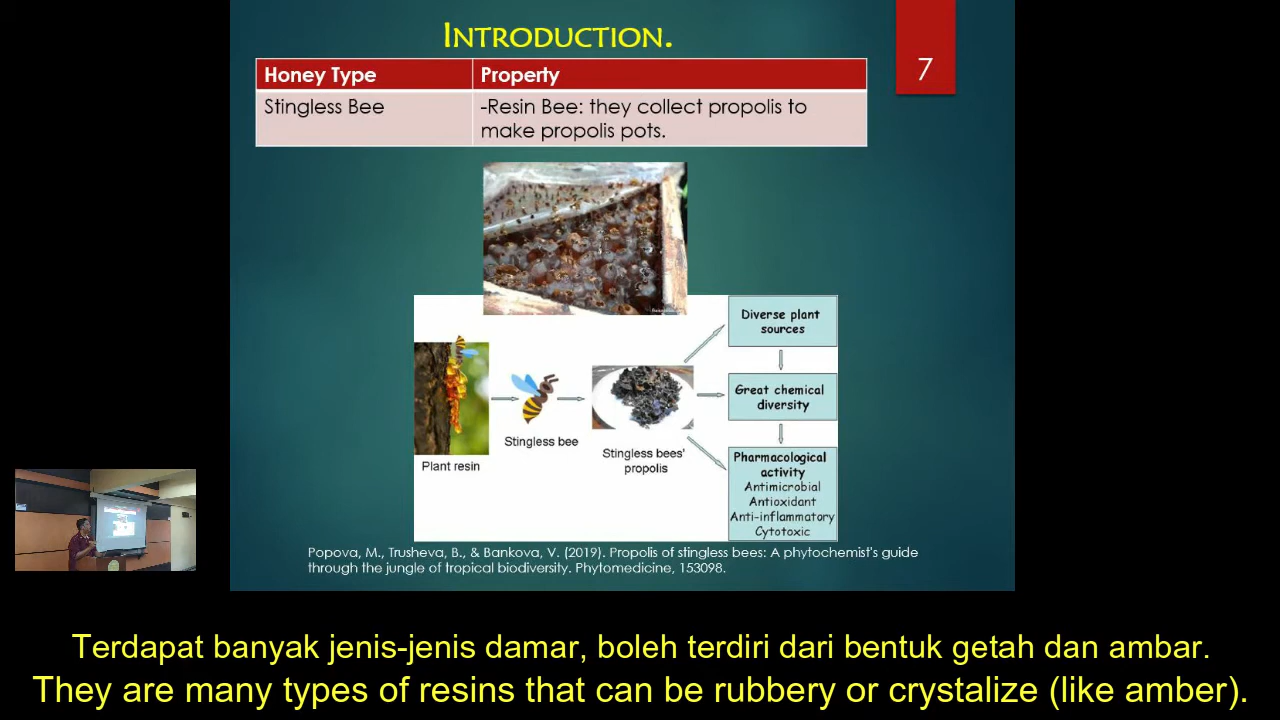 INTRODUCTION.
7
Honey Type Property
Stingless Bee -Resin Bee: they collect propolis to
make propolis pots.
Diverse plant
sources
Great chemical
diversity
Stingless bee
Stingless bees'
propolis
Plant resin
Pharmacological
activity
Antimicrobial
Antioxidant
Anti-inflammatory
Cytotoxic
Popova, M., Trusheva, B., & Bankova, V. (2019). Propolis of stingless bees: A phytochemist's guide
through the jungle of tropical biodiversity. Phytomedicine, 153098.
Terdapat banyak jenis-jenis damar, boleh terdiri dari bentuk getah dan ambar.
They are many types of resins that can be rubbery or crystalize (like amber).